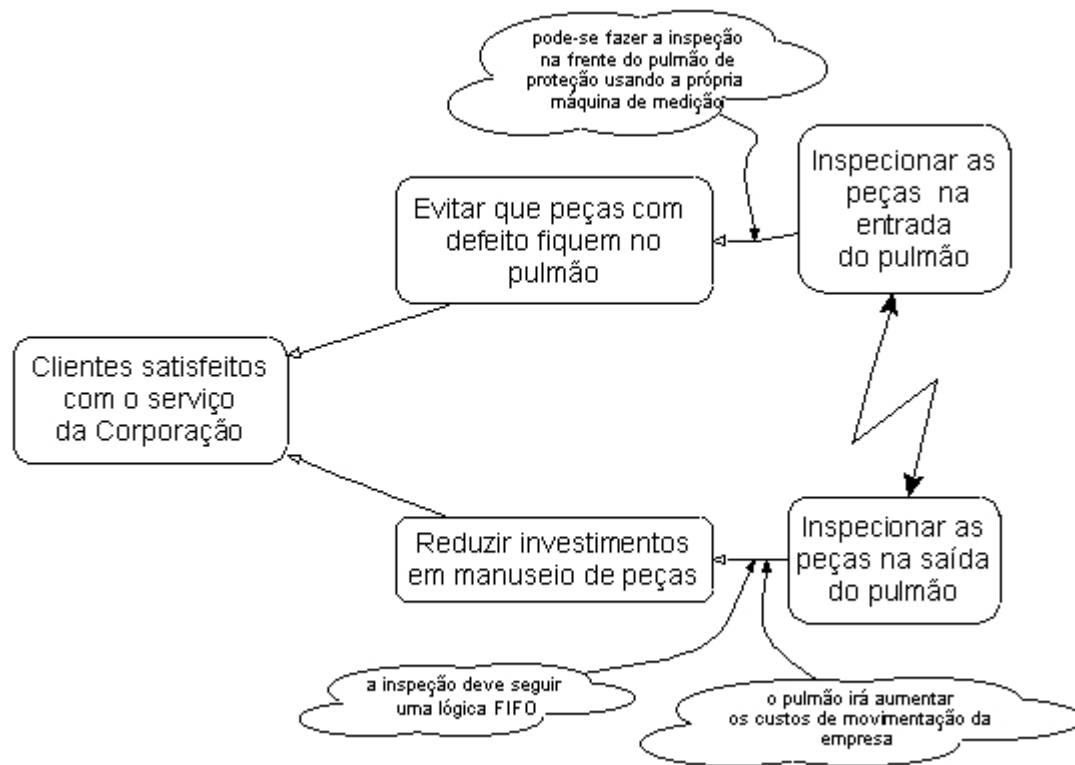 pode-se fazer a inspeção
na frente do pulmão de
proteção usando a própria
máquina de medição
Inspecionar as
peças na
entrada
do pulmão
Evitar que peças com
defeito fiquem no
pulmão
Clientes satisfeitos
com o serviço
da Corporação
Reduzir investimentos
em manuseio de peças
Inspecionar as
peças na saída
do pulmão
a inspeção deve seguir
uma lógica FIFO
o pulmão irá aumentar
os custos de movimentação da
empresa